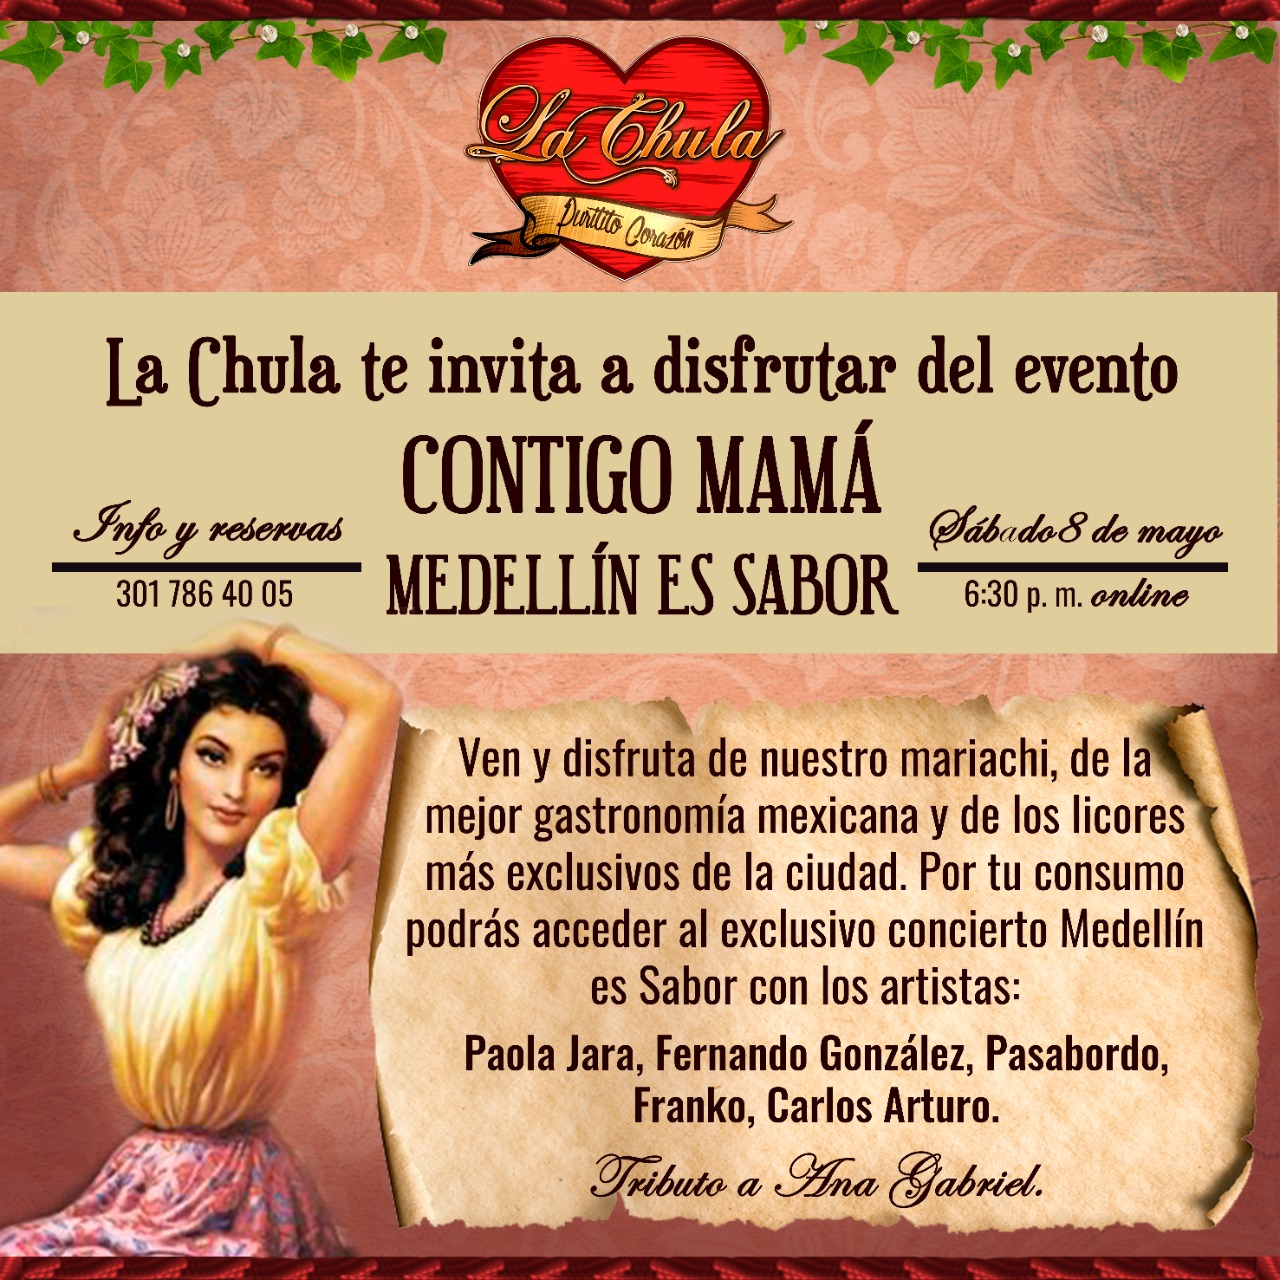 La Chula
Puritito Corazón
La Chula te invita a disfrutar del evento
CONTIGO MAMÁ
MEDELLÍN ES SABOR
Info y reservas
301 786 40 05
Sábado 8 de mayo
6:30 p. m. online
Ven y disfruta de nuestro mariachi, de la
mejor gastronomía mexicana y de los licores
más exclusivos de la ciudad. Por tu consumo
podrás acceder al exclusivo concierto Medellín
es Sabor con los artistas:
Paola Jara, Fernando González, Pasabordo,
Franko, Carlos Arturo.
Tributo a Ana Gabriel.